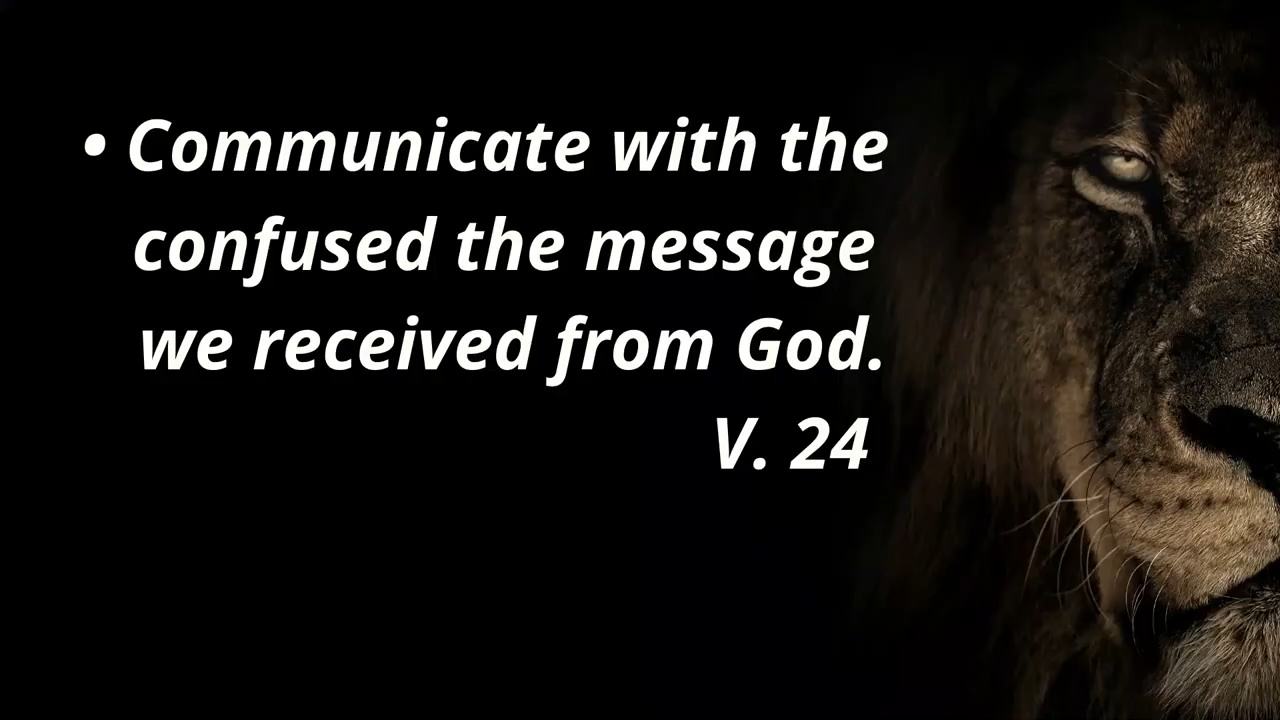 • Communicate with the
confused the message
we received from God.
V. 24